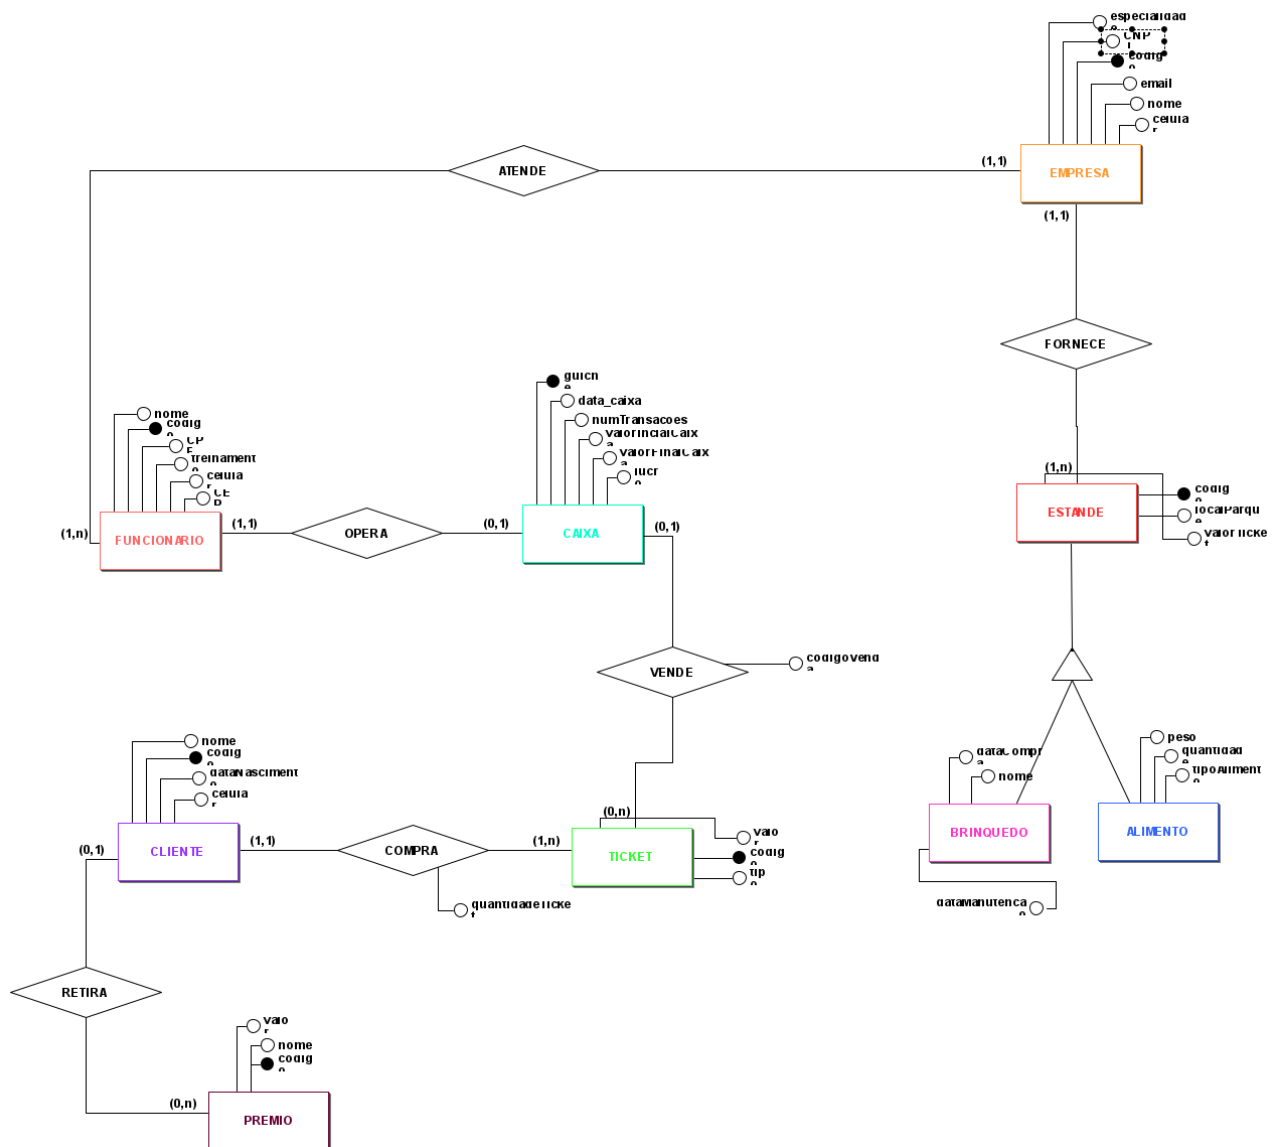 especialidad
e
CNP
J
codig
o
email
nome
celula
r
(1,1)
ATENDE
EMPRESA
(1,1)
FORNECE
guich
e
data_caixa
numTransacoes
valorIncialCaix
a
valorFinalCaix
a
lucr
o
nome
codig
o
CP
F
treinament
o
celula
r
CE
P
(1,n)
codig
o
localParqu
e
valorTicke
t
ESTANDE
(1,n)
FUNCIONARIO
(1,1)
OPERA
(0,1)
CAIXA
(0,1)
VENDE
codigoVend
a
nome
codig
o
dataNasciment
o
celula
r
peso
quantidad
e
tipoAliment
o
dataCompr
a
nome
(0,n)
valo
r
codig
o
tip
o
(0,1)
CLIENTE
(1,1)
COMPRA
(1,n)
TICKET
BRINQUEDO
ALIMENTO
quantidadeTicke
t
dataManutenca
o
RETIRA
valo
r
nome
codig
o
(0,n)
PREMIO